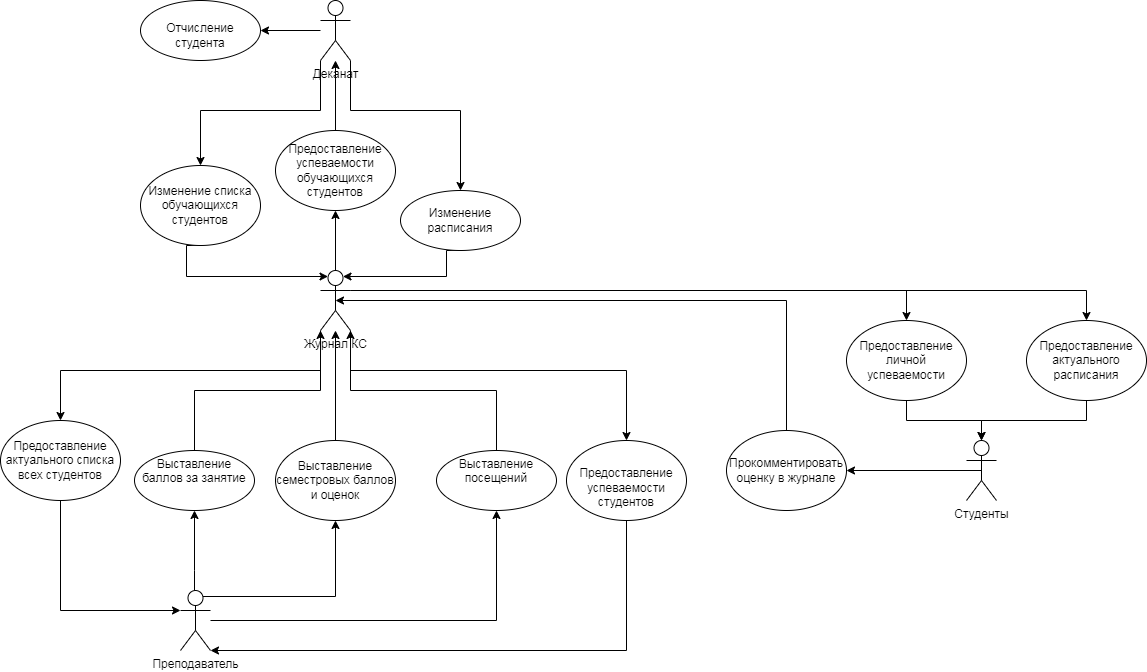 Отчисление
студента
Деканат
Предоставление
успеваемости
обучающихся
студентов
Изменение списка
обучающихся
студентов
Изменение
расписания
Журнал КС
Предоставление
личной
успеваемости
Предоставление
актуального
расписания
Предоставление
актуального списка
всех студентов
Выставление
баллов за занятие
Выставление
семестровых баллов
и оценок
Выставление
посещений
Предоставление
успеваемости
студентов
Прокомментировать
оценку в журнале
Студенты
Преподаватель